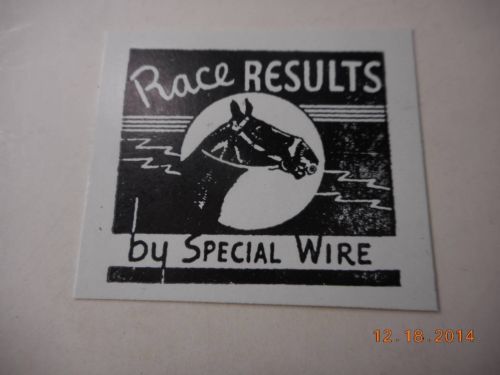 Race RESULTS
by SPECIAL WIRE
12.18.2014